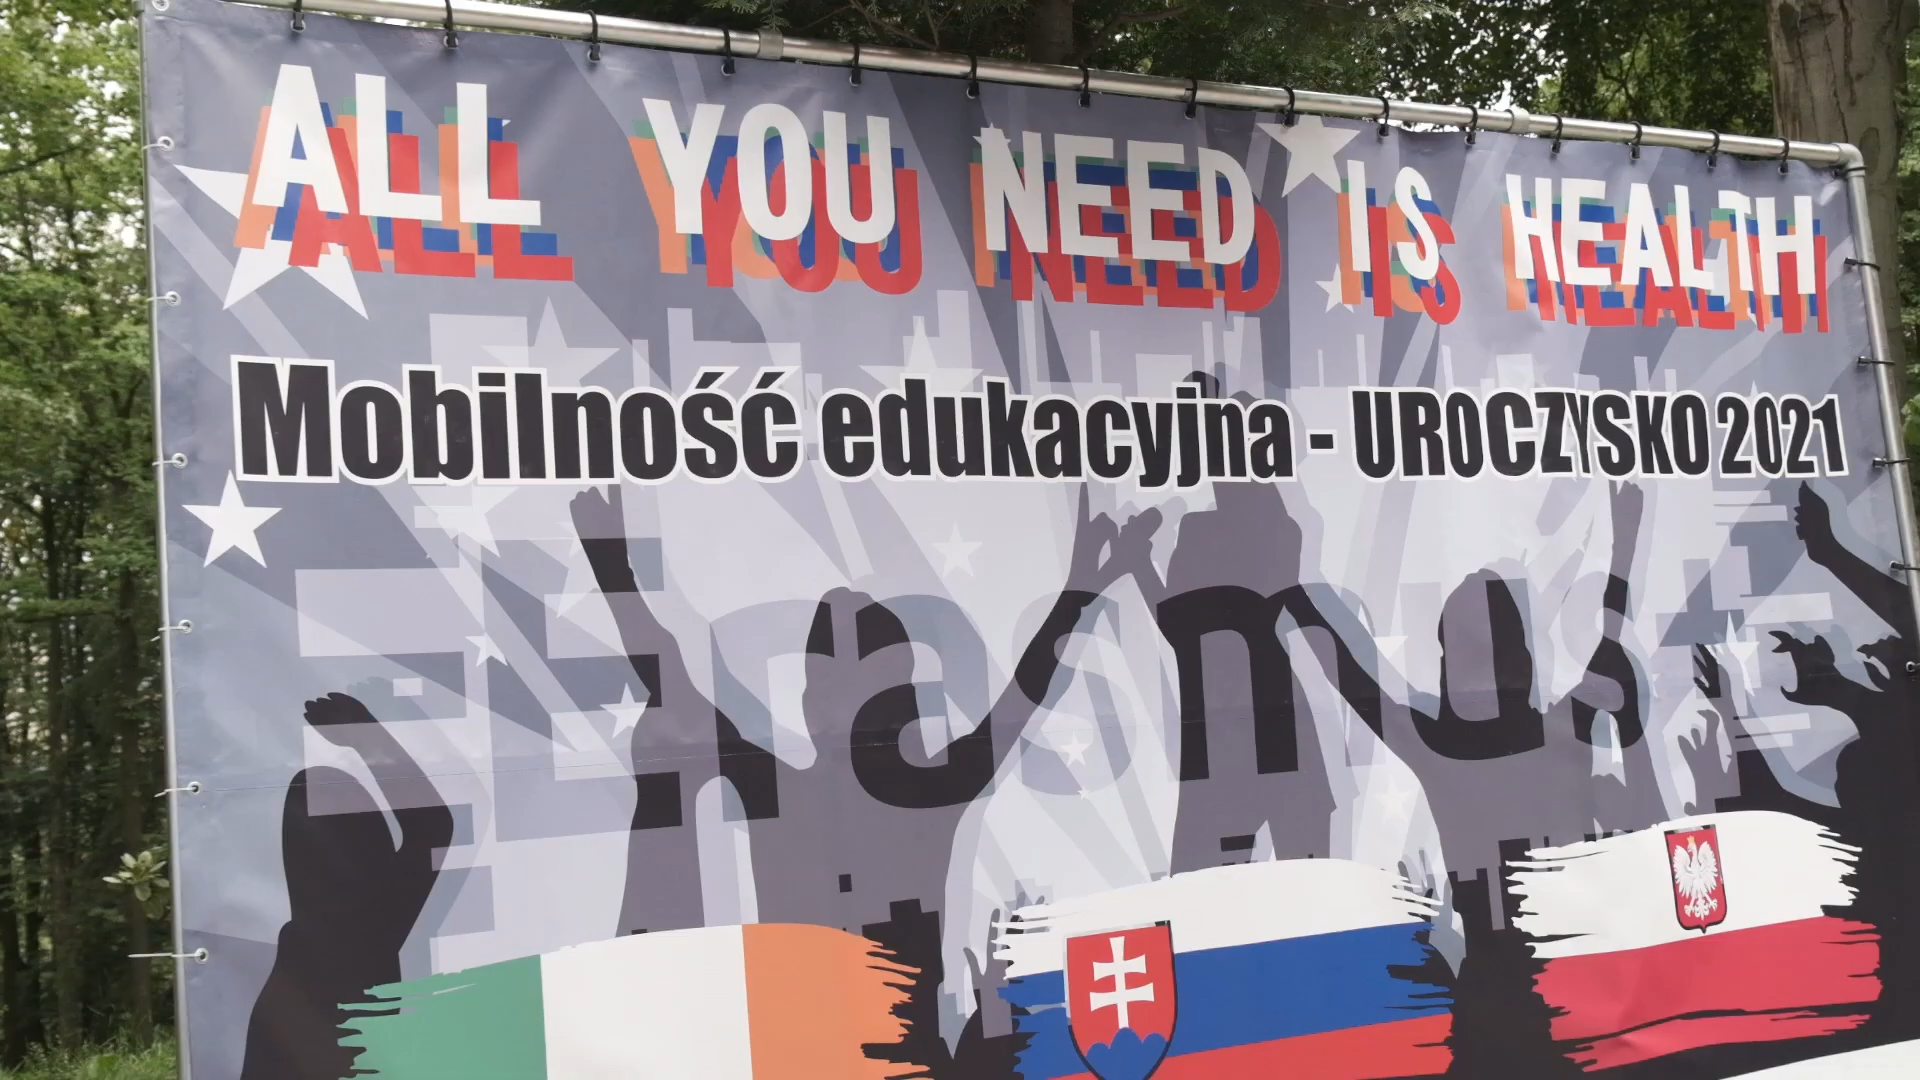 ALL YOU NEED IS HEALTH
Mobilność edukacyjna - UROCZYSKO 2021
Erasmus+